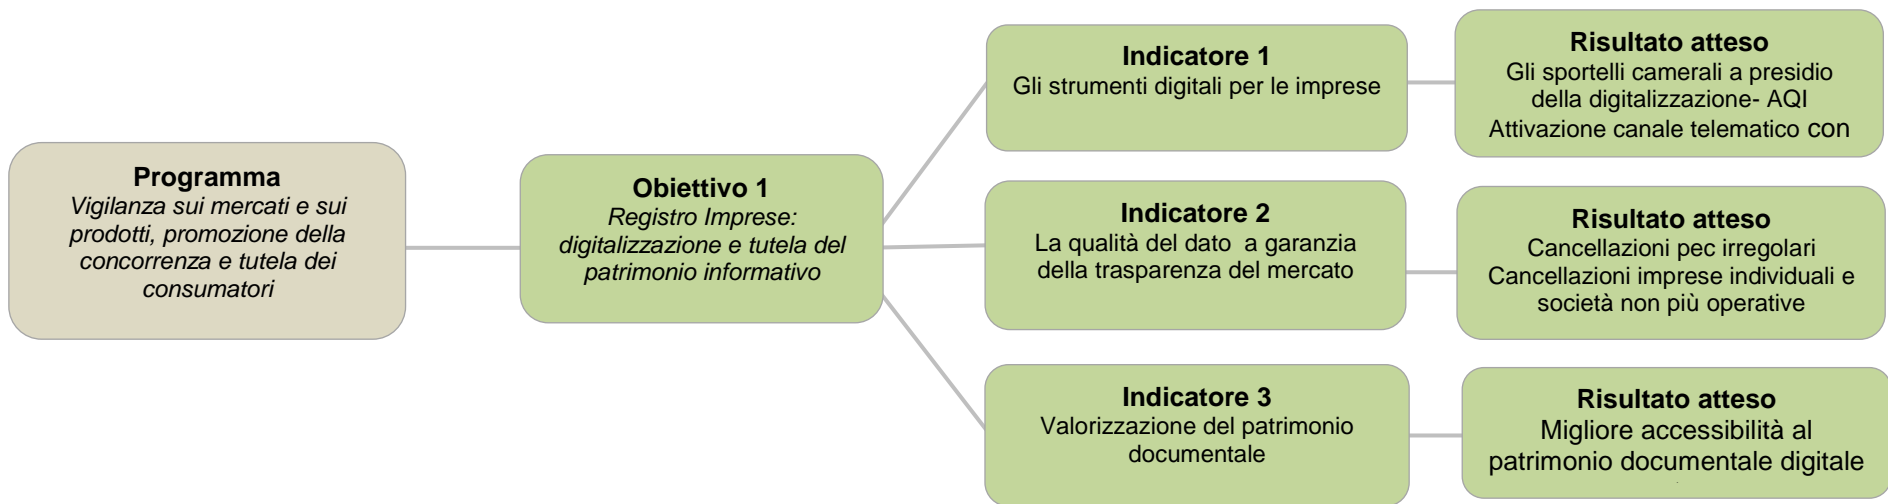 Programma
Vigilanza sui mercati e sui
prodotti, promozione della
concorrenza e tutela dei
consumatori
Obiettivo 1
Registro Imprese:
digitalizzazione e tutela del
patrimonio informativo
Indicatore 1
Gli strumenti digitali per le imprese
Risultato atteso
Gli sportelli camerali a presidio
della digitalizzazione- AQI
Attivazione canale telematico con
Indicatore 2
La qualità del dato a garanzia
della trasparenza del mercato
Risultato atteso
Cancellazioni pec irregolari
Cancellazioni imprese individuali e
società non più operative
Indicatore 3
Valorizzazione del patrimonio
documentale
Risultato atteso
Migliore accessibilità al
patrimonio documentale digitale